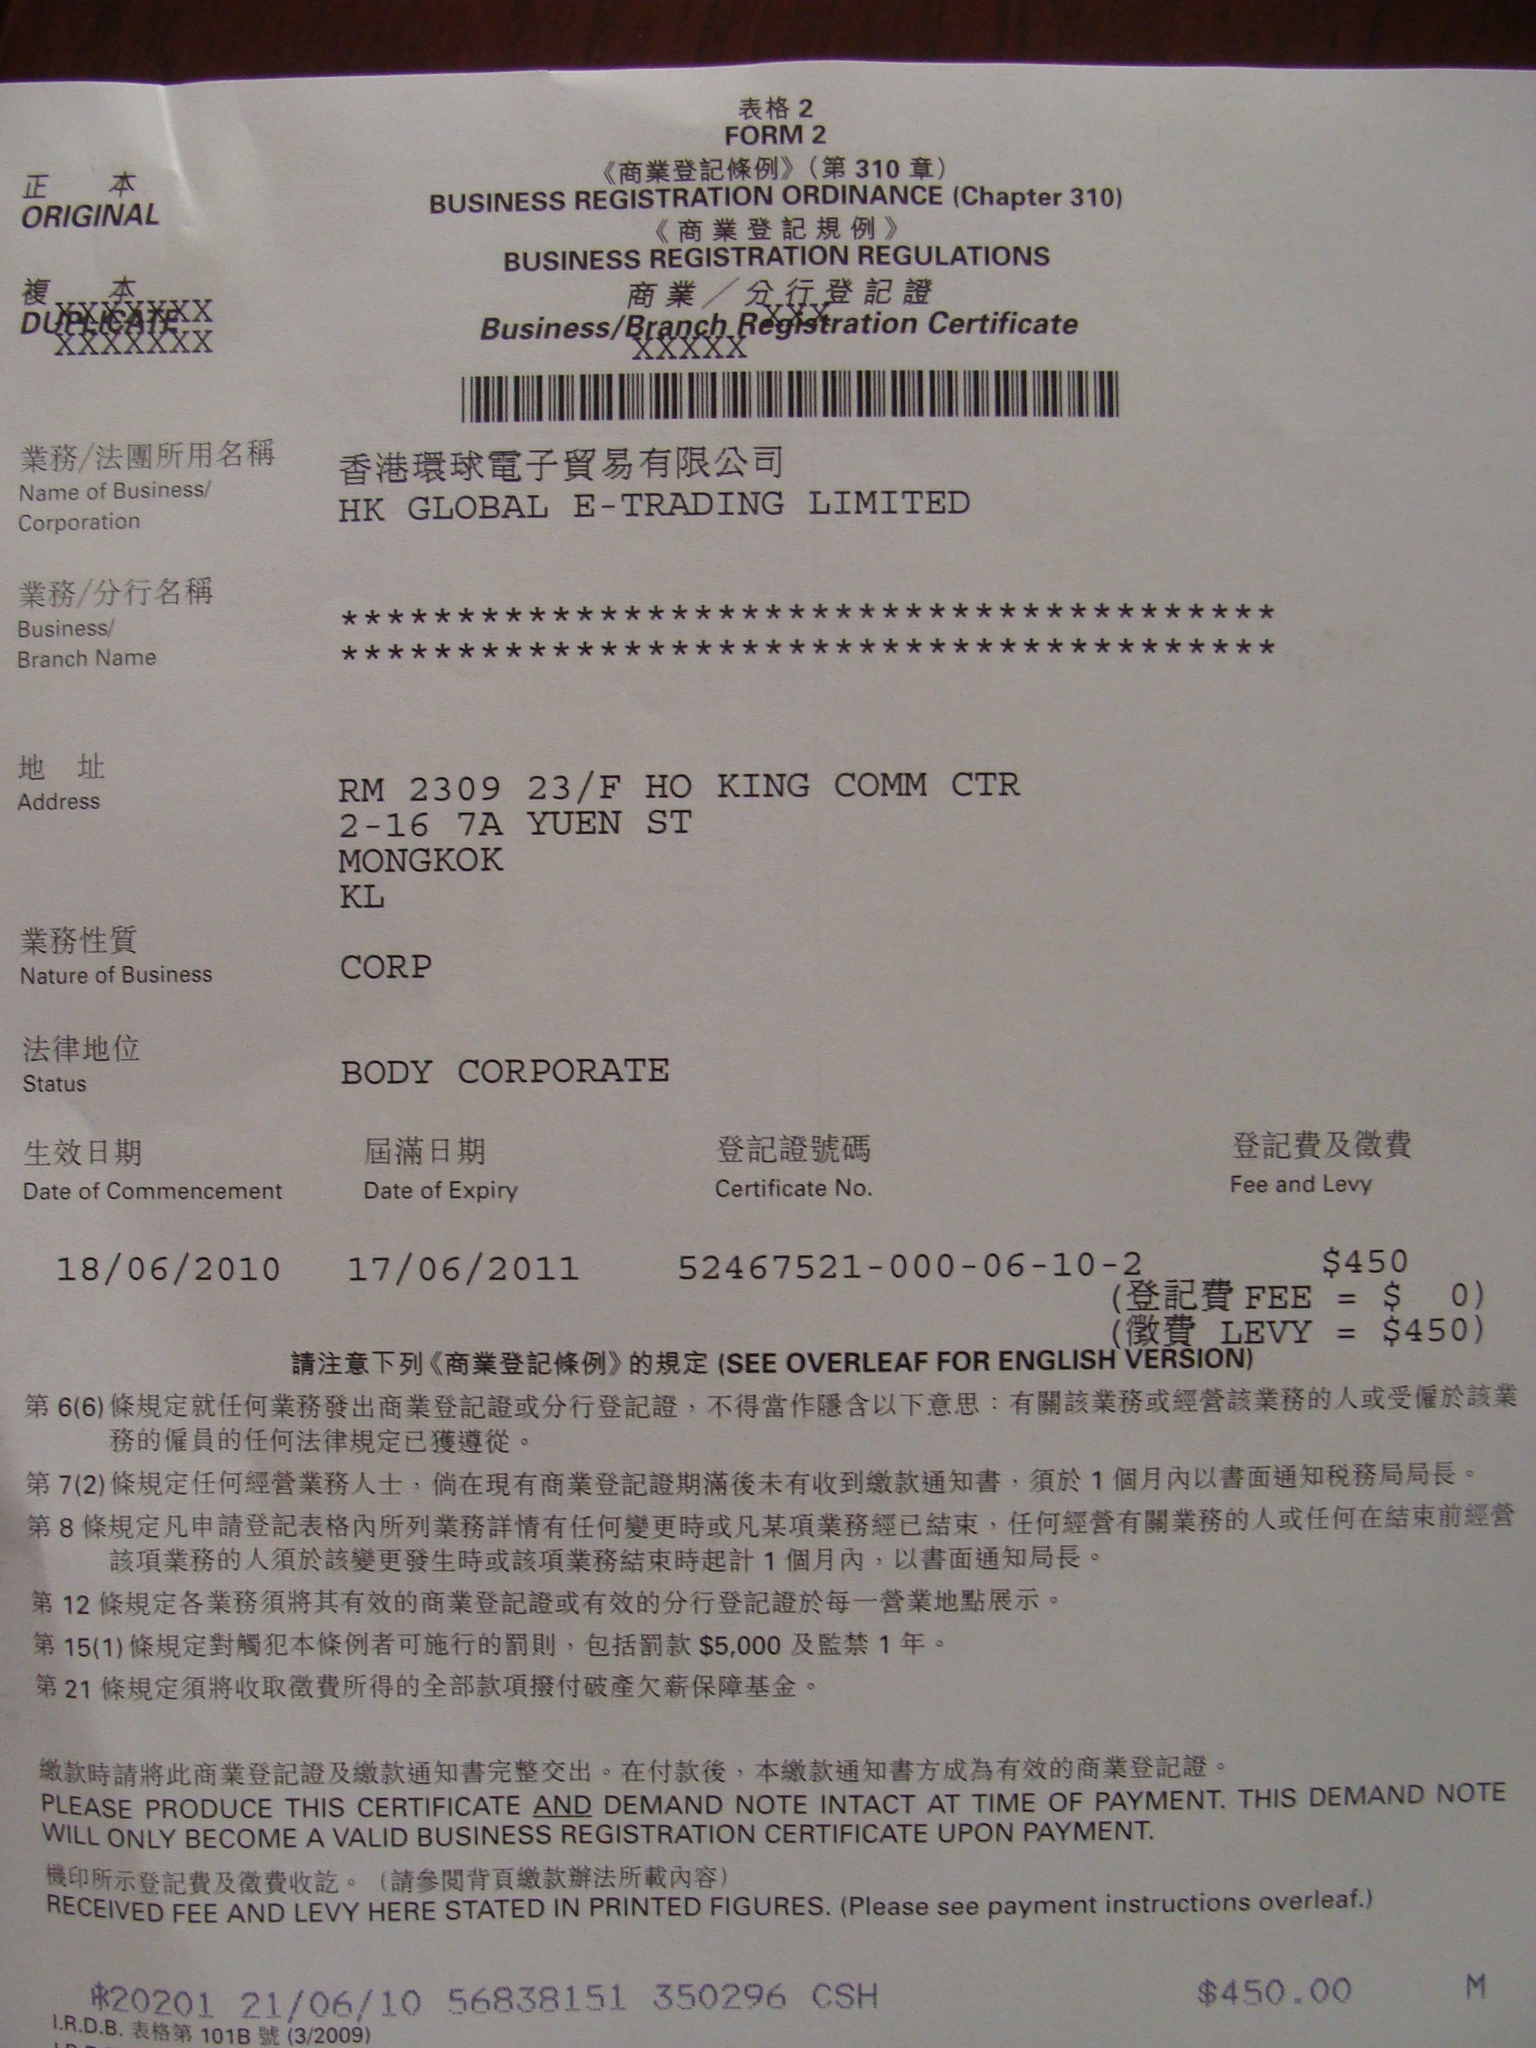 表格 2
FORM 2
《商業登記條例》（第 310 章）
BUSINESS REGISTRATION ORDINANCE (Chapter 310)
《商業登記規例》
BUSINESS REGISTRATION REGULATIONS
商業／分行登記證
XXX
Business/Branch Registration Certificate
XXXXX
正 本
ORIGINAL
複 本
XXXXXXX
DUPLICATE
XXXXXXX
業務/法團所用名稱
Name of Business/
Corporation
香港環球電子貿易有限公司
HK GLOBAL E-TRADING LIMITED
業務/分行名稱
Business/
Branch Name
****************************************
****************************************
地 址
Address
RM 2309 23/F HO KING COMM CTR
2-16 7A YUEN ST
MONGKOK
KL
業務性質
Nature of Business
CORP
法律地位
Status
BODY CORPORATE
生效日期 屆滿日期 登記證號碼 登記費及徵費
Date of Commencement Date of Expiry Certificate No. Fee and Levy
18/06/2010 17/06/2011 52467521-000-06-10-2 $450
(登記費 FEE = $ 0)
(徵費 LEVY = $450)
請注意下列《商業登記條例》的規定 (SEE OVERLEAF FOR ENGLISH VERSION)
第 6(6) 條規定就任何業務發出商業登記證或分行登記證，不得當作隱含以下意思：有關該業務或經營該業務的人或受僱於該業
務的僱員的任何法律規定已獲遵從。
第 7(2) 條規定任何經營業務人士，倘在現有商業登記證期滿後未有收到繳款通知書，須於 1 個月內以書面通知稅務局局長。
第 8 條規定凡申請登記表格內所列業務詳情有任何變更時或凡某項業務經已結束，任何經營有關業務的人或任何在結束前經營
該項業務的人須於該變更發生時或該項業務結束時起計 1 個月內，以書面通知局長。
第 12 條規定各業務須將其有效的商業登記證或有效的分行登記證於每一營業地點展示。
第 15(1) 條規定對觸犯本條例者可施行的罰則，包括罰款 $5,000 及監禁 1 年。
第 21 條規定須將收取徵費所得的全部款項撥付破產欠薪保障基金。
繳款時請將此商業登記證及繳款通知書完整交出。在付款後，本繳款通知書方成為有效的商業登記證。
PLEASE PRODUCE THIS CERTIFICATE AND DEMAND NOTE INTACT AT TIME OF PAYMENT. THIS DEMAND NOTE
WILL ONLY BECOME A VALID BUSINESS REGISTRATION CERTIFICATE UPON PAYMENT.
機印所示登記費及徵費收訖。（請參閱背頁繳款辦法所載內容）
RECEIVED FEE AND LEVY HERE STATED IN PRINTED FIGURES. (Please see payment instructions overleaf.)
20201 21/06/10 56838151 350296 CSH $450.00 M
I.R.D.B. 表格第 101B 號 (3/2009)